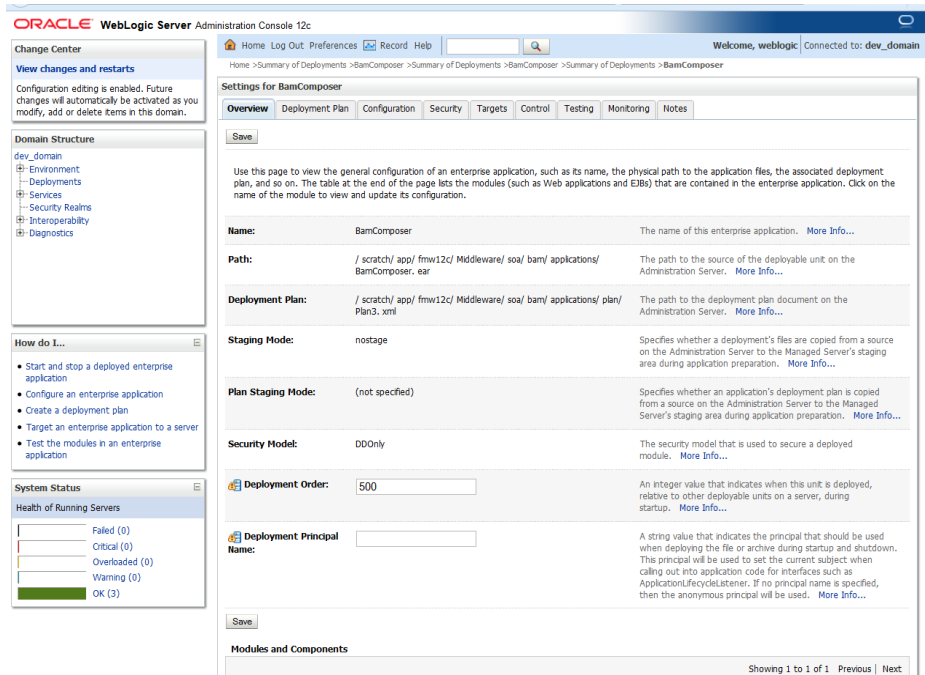 ORACLE WebLogic Server Administration Console 12c
Change Center
View changes and restarts
Configuration editing is enabled. Future
changes will automatically be activated as you
modify, add or delete items in this domain.
Domain Structure
dev_domain
Environment
Deployments
Services
Security Realms
Interoperability
Diagnostics
How do I...
Start and stop a deployed enterprise
application
Configure an enterprise application
Create a deployment plan
Target an enterprise application to a server
Test the modules in an enterprise
application
System Status
Health of Running Servers
Failed (0)
Critical (0)
Overloaded (0)
Warning (0)
OK (3)
Home Log Out Preferences Record Help
Welcome, weblogic Connected to: dev_domain
Home >Summary of Deployments >BamComposer >Summary of Deployments >BamComposer >Summary of Deployments >BamComposer
Settings for BamComposer
Overview Deployment Plan Configuration Security Targets Control Testing Monitoring Notes
Save
Use this page to view the general configuration of an enterprise application, such as its name, the physical path to the application files, the associated deployment
plan, and so on. The table at the end of the page lists the modules (such as Web applications and EJBs) that are contained in the enterprise application. Click on the
name of the module to view and update its configuration.
Name: BamComposer The name of this enterprise application. More Info...
Path: / scratch/ app/ fmw12c/ Middleware/ soa/ bam/ applications/ The path to the source of the deployable unit on the
BamComposer. ear Administration Server. More Info...
Deployment Plan: / scratch/ app/ fmw12c/ Middleware/ soa/ bam/ applications/ plan/ The path to the deployment plan document on the
Plan3. xml Administration Server. More Info...
Staging Mode: nostage Specifies whether a deployment's files are copied from a source
on the Administration Server to the Managed Server's staging
area during application preparation. More Info...
Plan Staging Mode: (not specified) Specifies whether an application's deployment plan is copied
from a source on the Administration Server to the Managed
Server's staging area during application preparation. More Info...
Security Model: DDOnly The security model that is used to secure a deployed
module. More Info...
Deployment Order: 500 An integer value that indicates when this unit is deployed,
relative to other deployable units on a server, during
startup. More Info...
Deployment Principal A string value that indicates the principal that should be used
Name: when deploying the file or archive during startup and shutdown.
This principal will be used to set the current subject when
calling out into application code for interfaces such as
ApplicationLifecycleListener. If no principal name is specified,
then the anonymous principal will be used. More Info...
Save
Modules and Components
Showing 1 to 1 of 1 Previous | Next